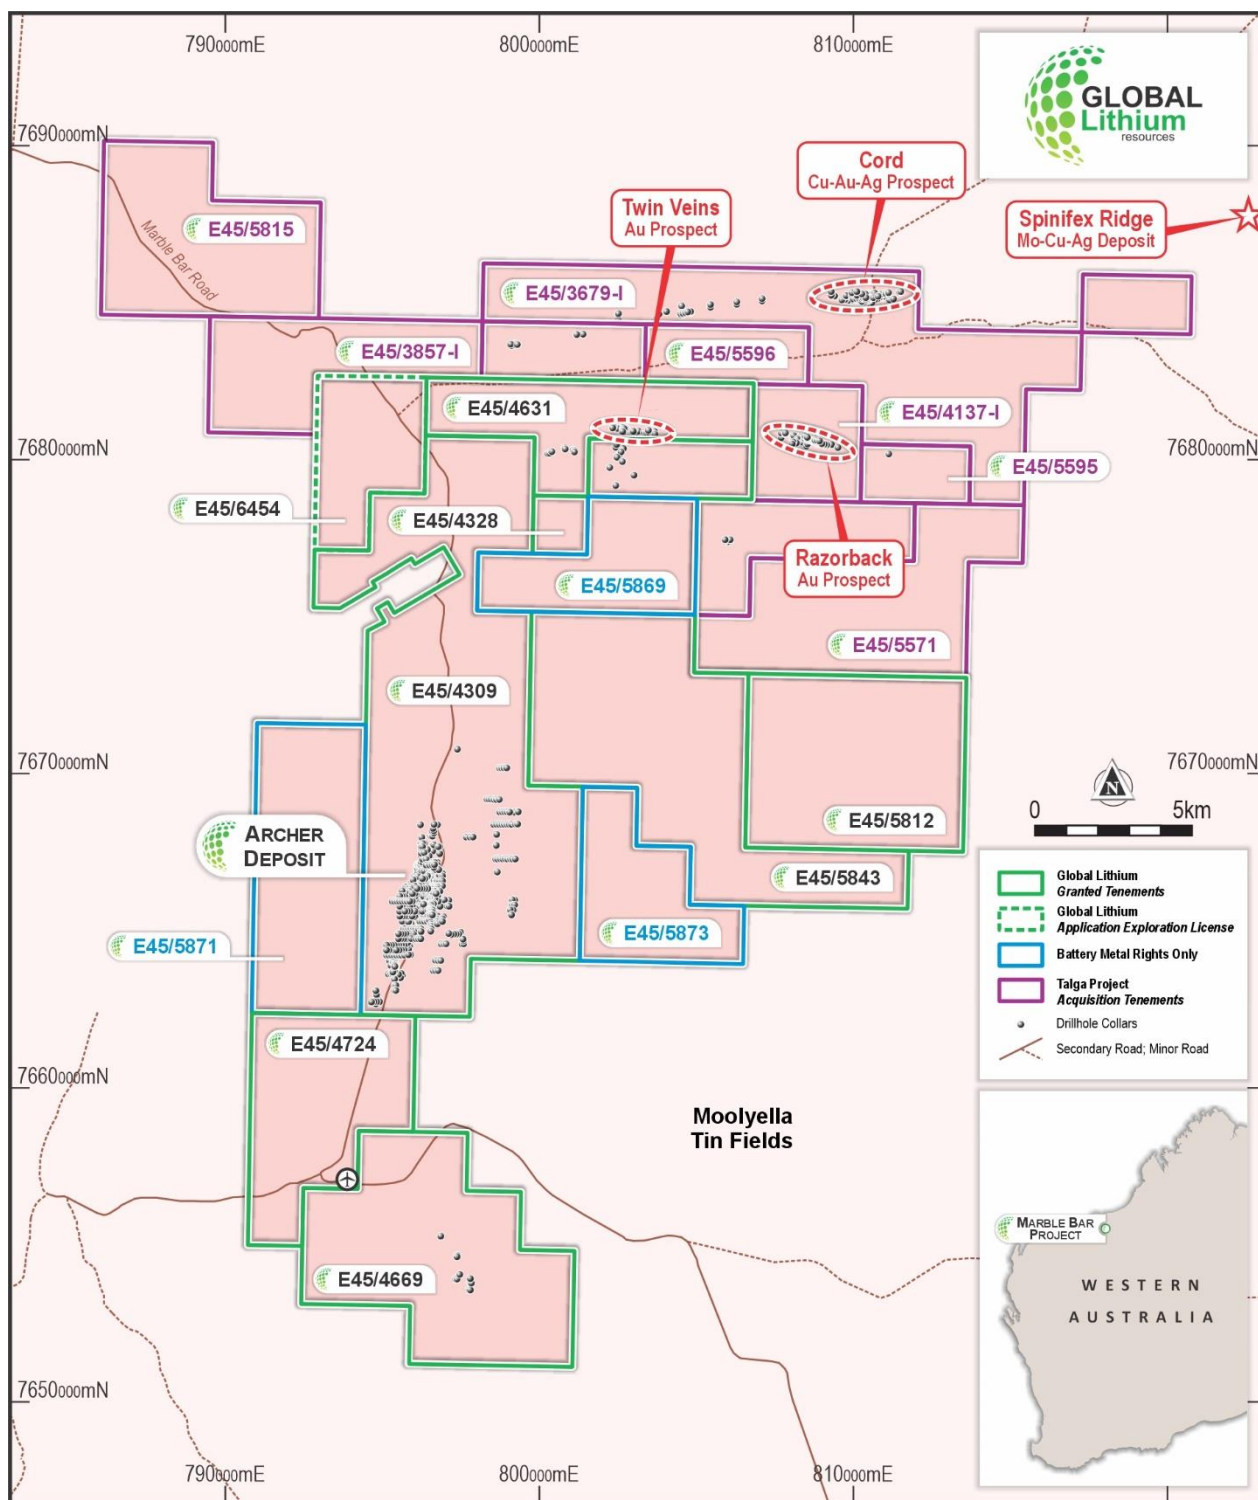 790000mE
800000mE
810000mE
GLOBAL
Lithium
resources
7690000mN
Cord
Cu-Au-Ag Prospect
Twin Veins
Au Prospect
Spinifex Ridge
Mo-Cu-Ag Deposit
E45/5815
Marble Bar Road
E45/3679-I
E45/3857-I
E45/5596
E45/4631
E45/4137-I
7680000mN
7680000mN
E45/5595
E45/6454
E45/4328
Razorback
Au Prospect
E45/5869
E45/5571
E45/4309
7670000mN
7670000mN
N
0
5km
ARCHER
DEPOSIT
E45/5812
E45/5843
E45/5871
E45/5873
Global Lithium
Granted Tenements
Global Lithium
Application Exploration License
Battery Metal Rights Only
Talga Project
Acquisition Tenements
Drillhole Collars
Secondary Road; Minor Road
E45/4724
7660000mN
Moolyella
Tin Fields
MARBLE BAR
PROJECT
E45/4669
WESTERN
AUSTRALIA
7650000mN
790000mE
800000mE
810000mE